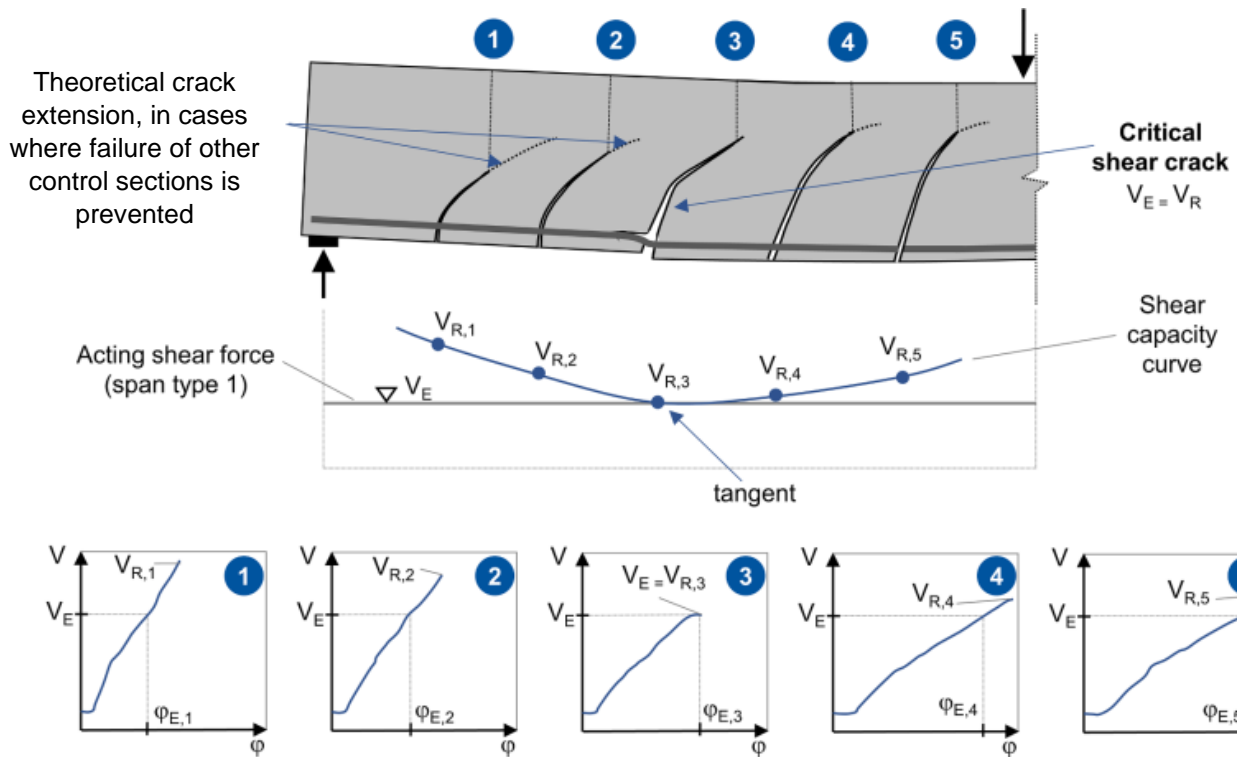 1 2 3 4 5
Theoretical crack
extension, in cases
where failure of other
control sections is
prevented
Critical
shear crack
V_E = V_R
Acting shear force
(span type 1)
V_E
V_R,1
V_R,2
V_R,3
V_R,4
V_R,5
Shear
capacity
curve
tangent
V
V_R,1
1
V_E
φ_E,1
φ
V
V_R,2
2
V_E
φ_E,2
φ
V
V_E = V_R,3
3
V_E
φ_E,3
φ
V
V_R,4
4
V_E
φ_E,4
φ
V
V_R,5
V_E
φ_E,5